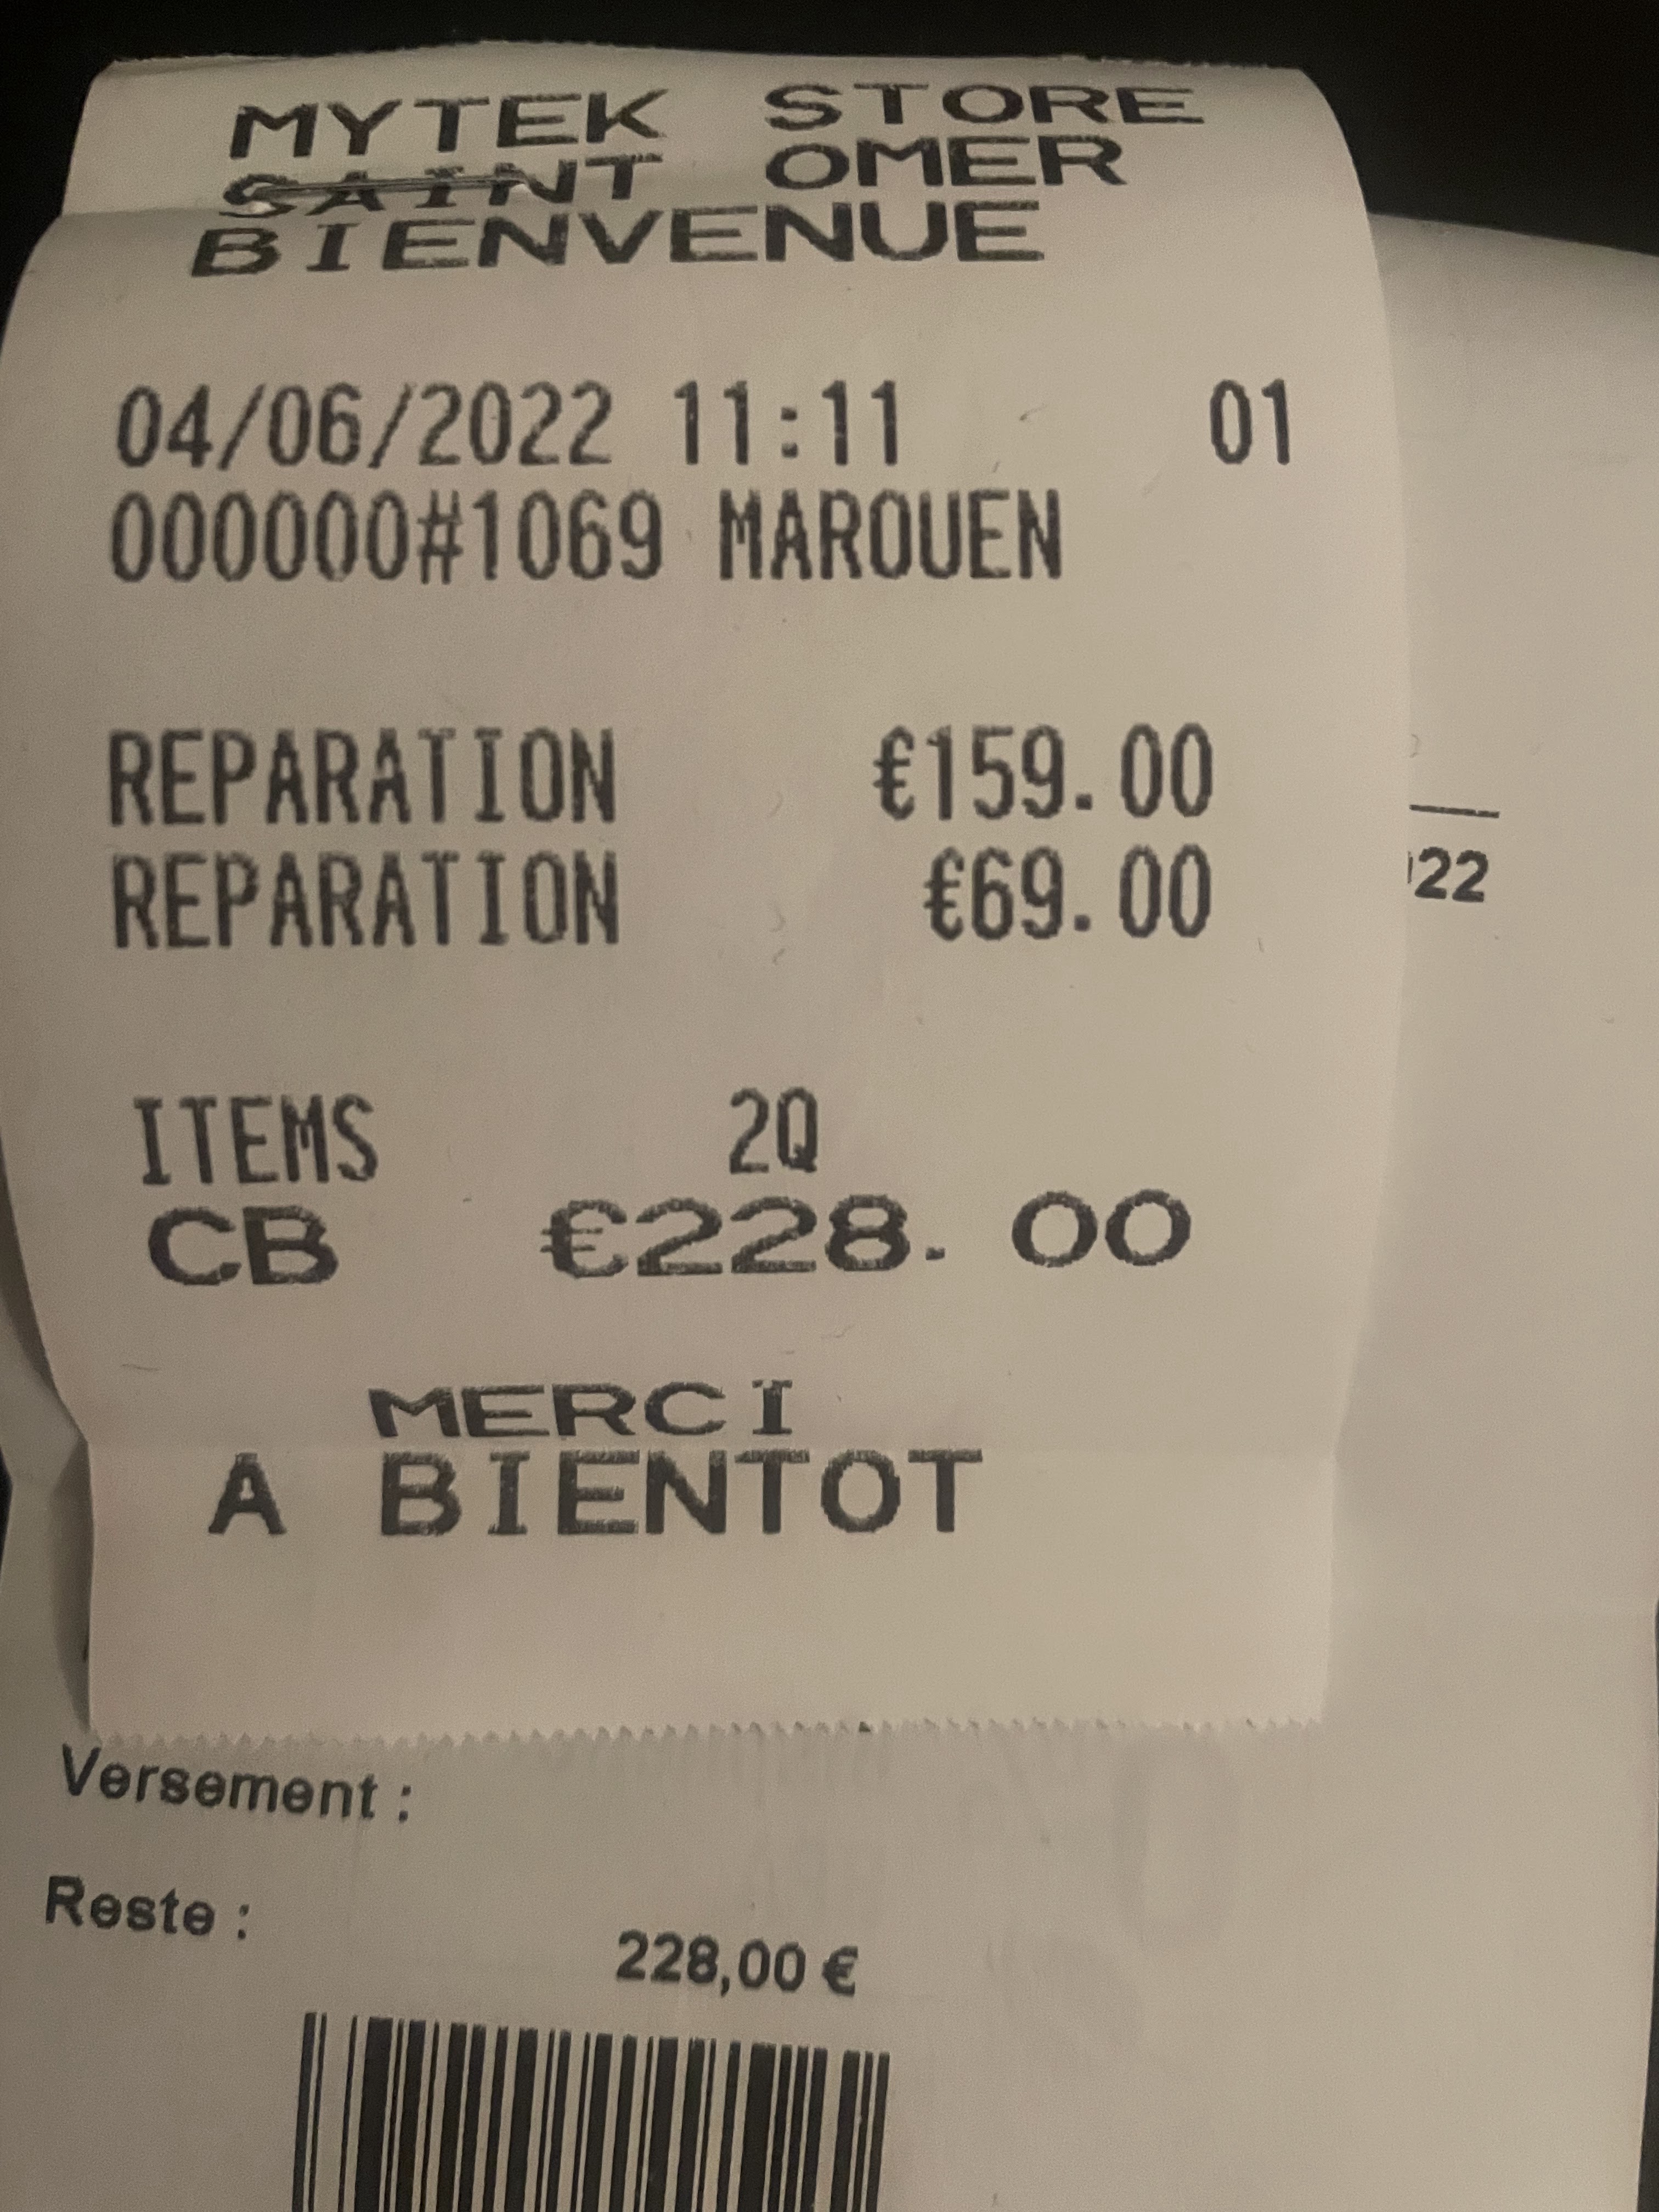 MYTEK STORE
SAINT OMER
BIENVENUE
04/06/2022 11:11 01
000000#1069 MAROUEN
REPARATION €159.00
REPARATION €69.00
22
ITEMS 2Q
CB €228.00
MERCI
A BIENTOT
Versement :
Reste :
228,00 €